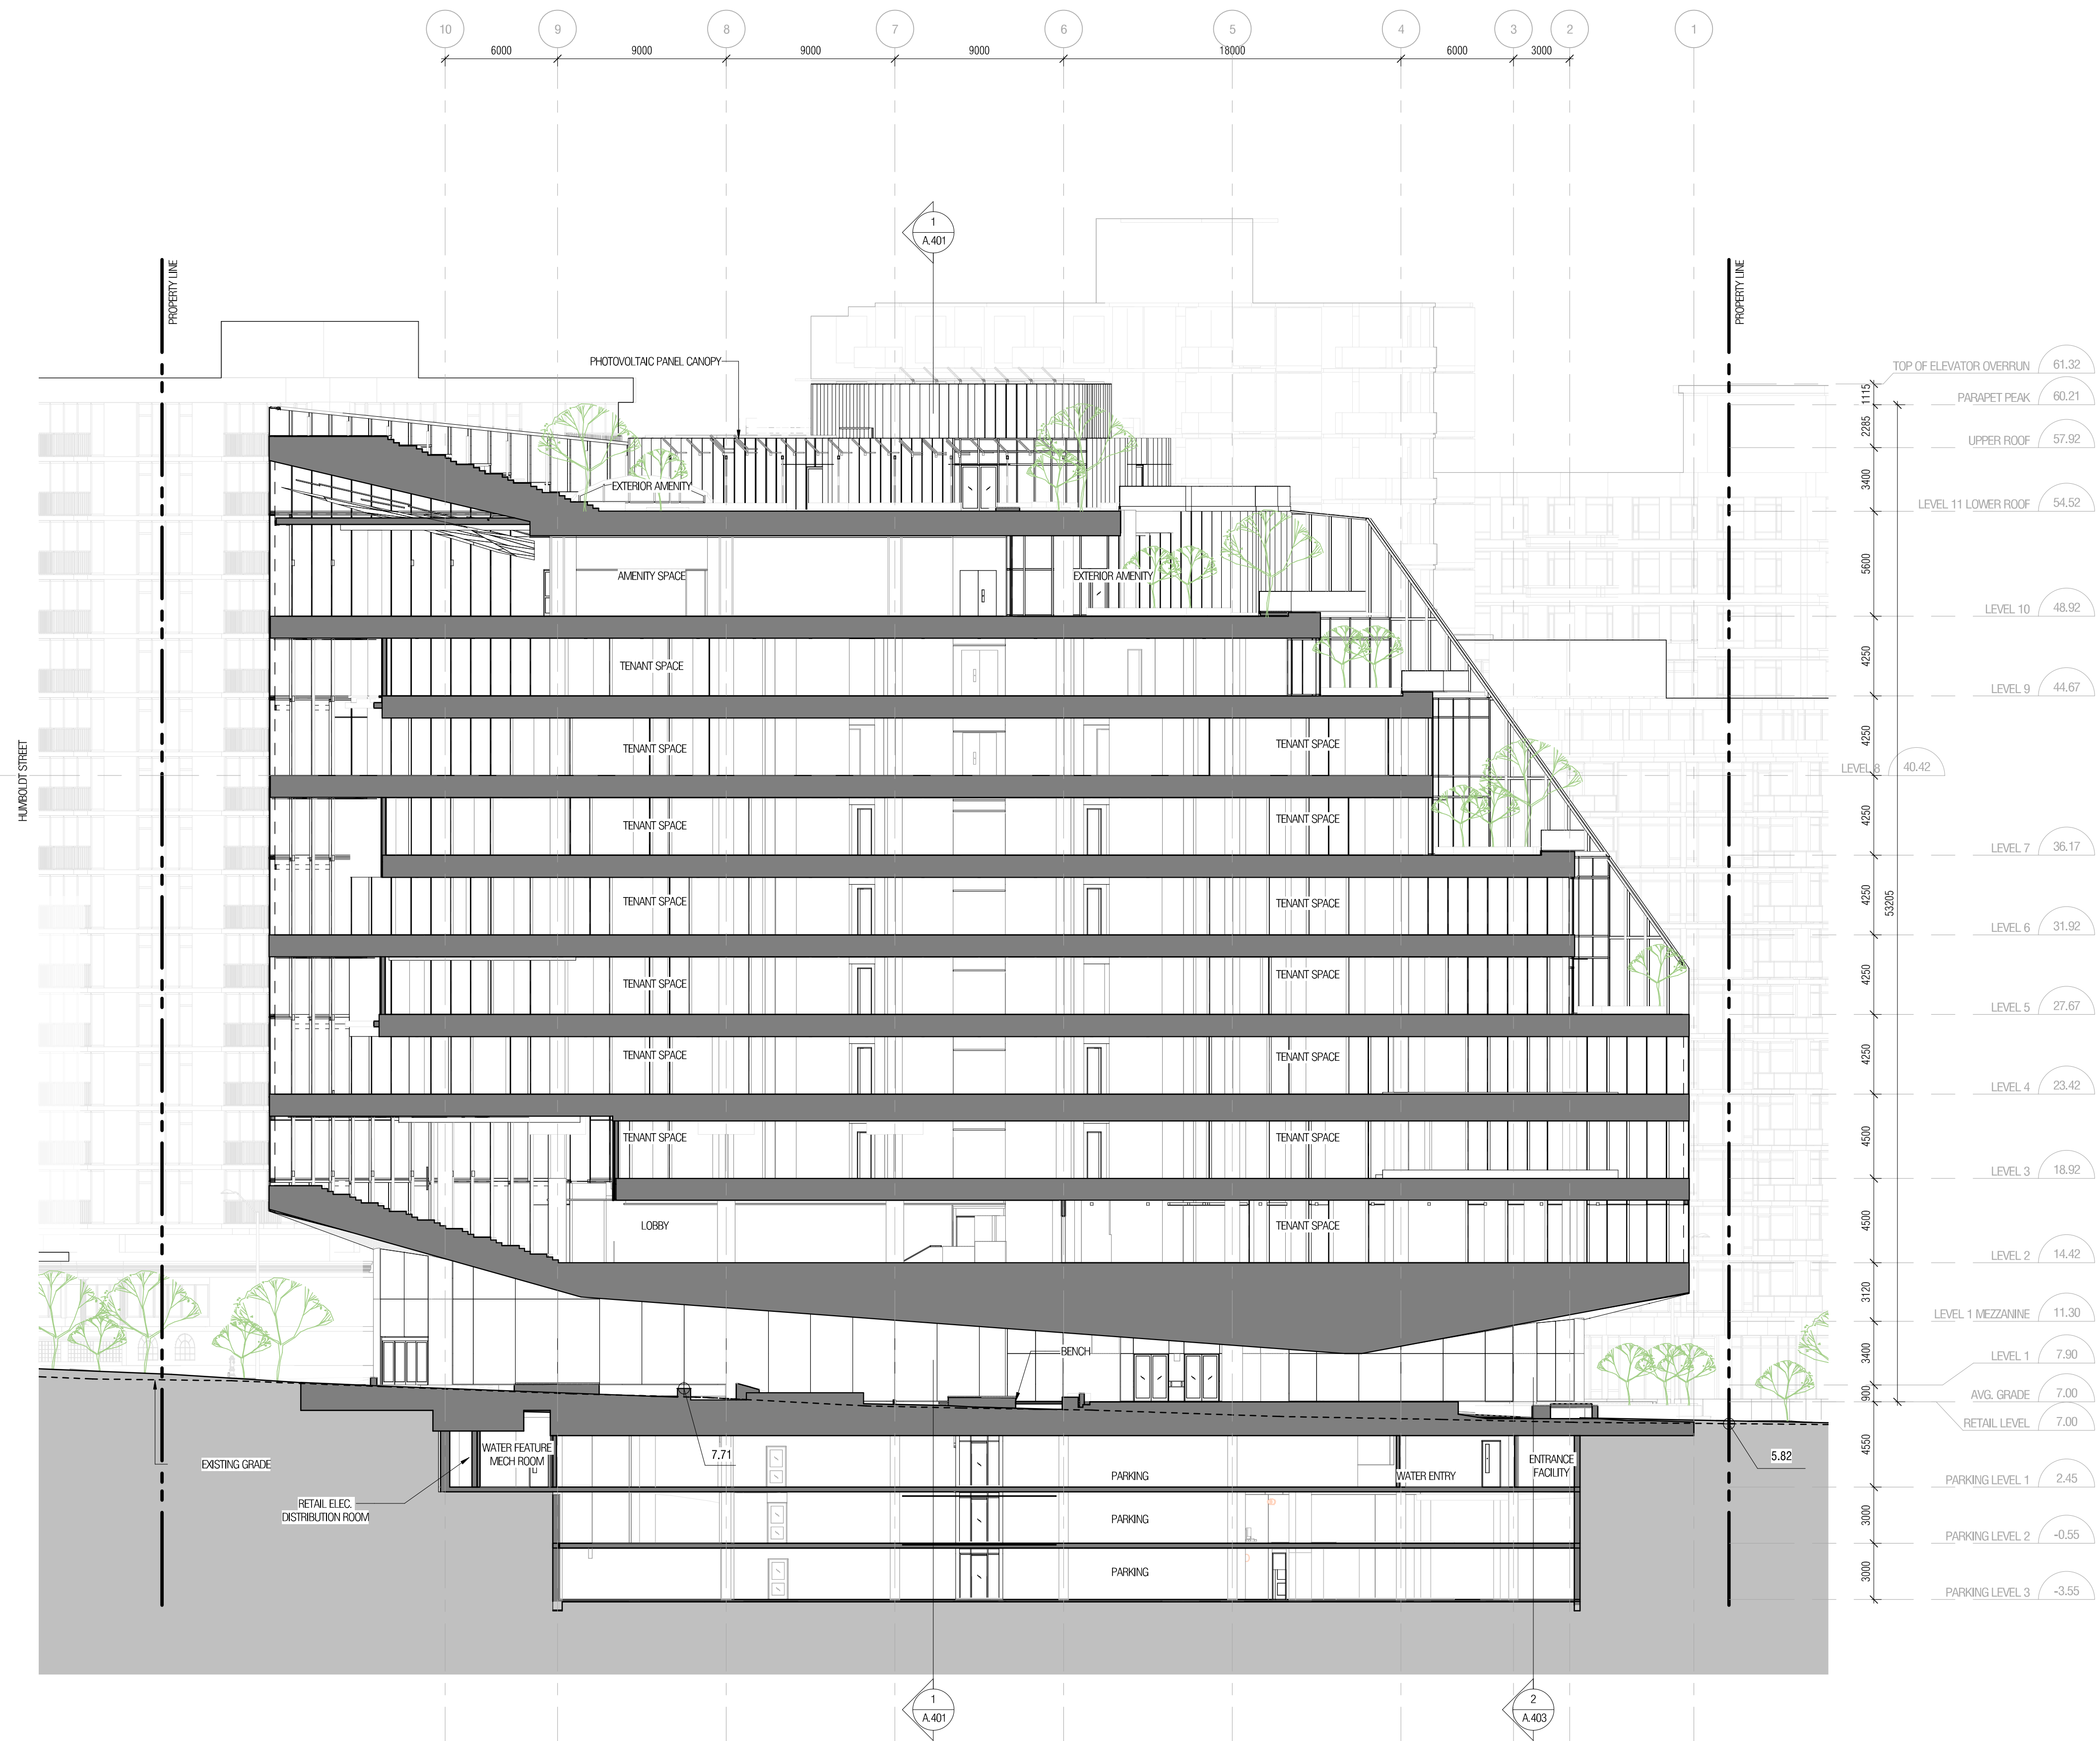 10
9
8
7
6
5
4
3
2
1
6000
9000
9000
9000
18000
6000
3000
1
A.401
PROPERTY LINE
PROPERTY LINE
PHOTOVOLTAIC PANEL CANOPY
TOP OF ELEVATOR OVERRUN 61.32
1115
PARAPET PEAK 60.21
2285
UPPER ROOF 57.92
3400
EXTERIOR AMENITY
LEVEL 11 LOWER ROOF 54.52
5600
AMENITY SPACE
EXTERIOR AMENITY
LEVEL 10 48.92
4250
TENANT SPACE
LEVEL 9 44.67
4250
TENANT SPACE
TENANT SPACE
HUMBOLDT STREET
LEVEL 8 40.42
4250
TENANT SPACE
TENANT SPACE
LEVEL 7 36.17
4250
53205
TENANT SPACE
TENANT SPACE
LEVEL 6 31.92
4250
TENANT SPACE
TENANT SPACE
LEVEL 5 27.67
4250
TENANT SPACE
TENANT SPACE
LEVEL 4 23.42
4500
TENANT SPACE
TENANT SPACE
LEVEL 3 18.92
4500
LOBBY
TENANT SPACE
LEVEL 2 14.42
3120
LEVEL 1 MEZZANINE 11.30
3400
BENCH
LEVEL 1 7.90
900
AVG. GRADE 7.00
RETAIL LEVEL 7.00
4550
EXISTING GRADE
WATER FEATURE
MECH ROOM
7.71
PARKING
WATER ENTRY
ENTRANCE
FACILITY
5.82
PARKING LEVEL 1 2.45
RETAIL ELEC.
DISTRIBUTION ROOM
3000
PARKING
PARKING LEVEL 2 -0.55
3000
PARKING
PARKING LEVEL 3 -3.55
1
A.401
2
A.403